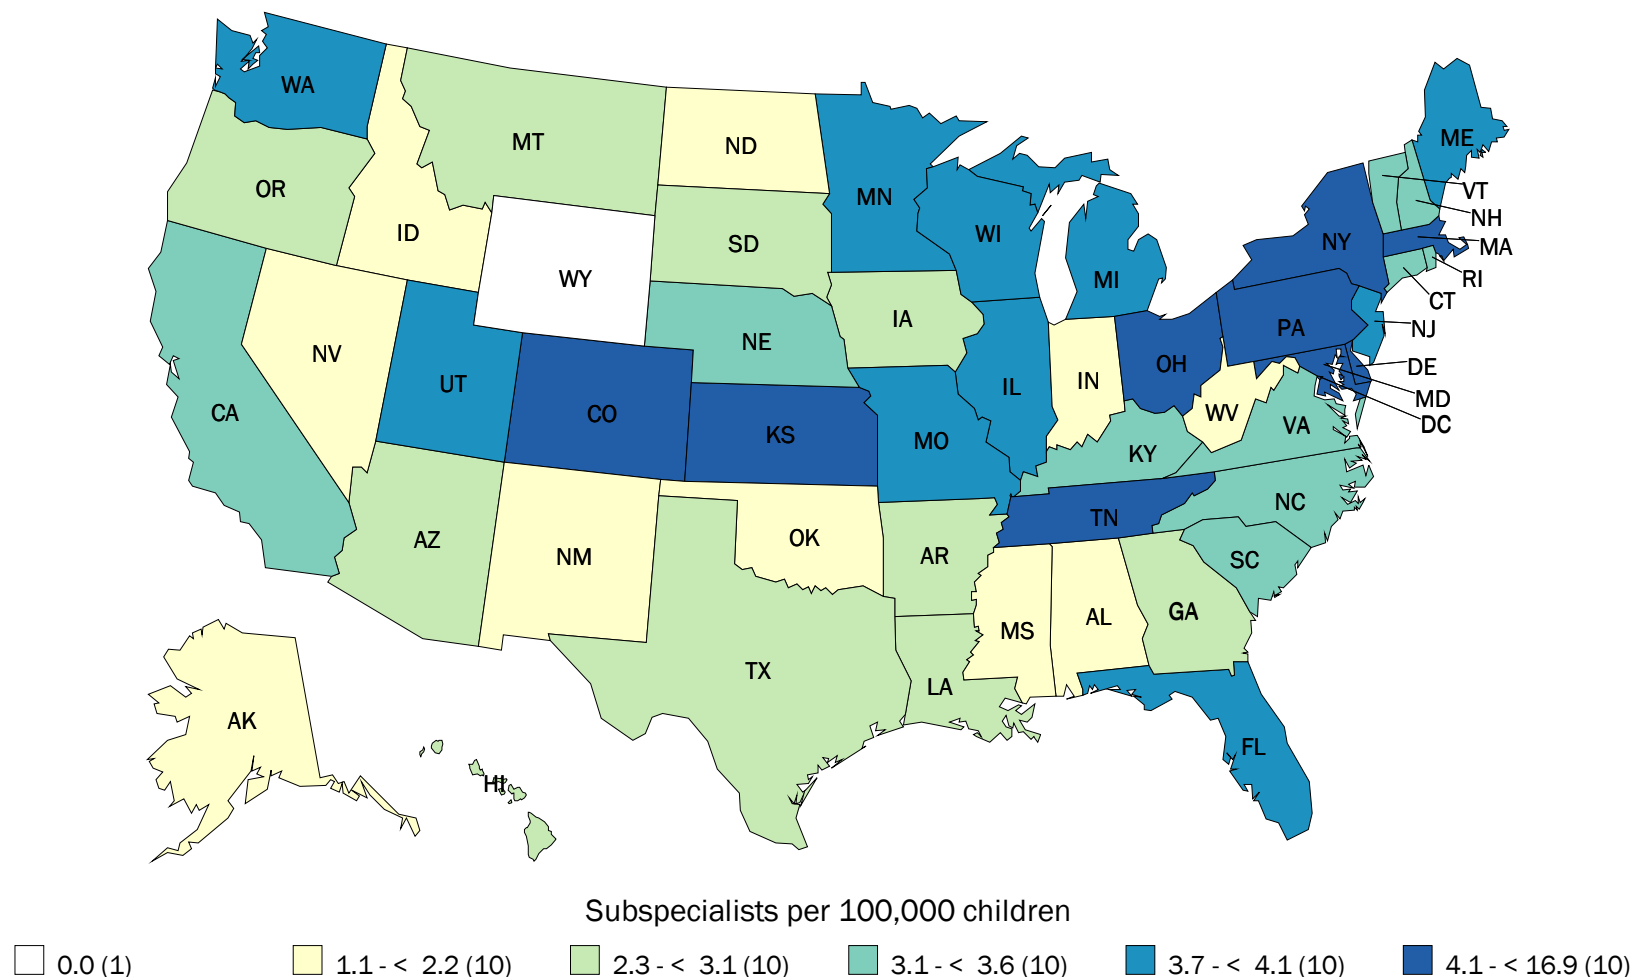 WA
MT
ND
ME
OR
MN
VT
ID
SD
WI
NH
NY
MA
WY
MI
RI
CT
IA
NE
PA
NJ
NV
UT
OH
DE
IL
IN
MD
CA
CO
KS
WV
VA
DC
MO
KY
NC
TN
AZ
OK
NM
AR
SC
MS
AL
GA
TX
LA
AK
FL
HI
Subspecialists per 100,000 children
0.0 (1) 1.1 - < 2.2 (10) 2.3 - < 3.1 (10) 3.1 - < 3.6 (10) 3.7 - < 4.1 (10) 4.1 - < 16.9 (10)